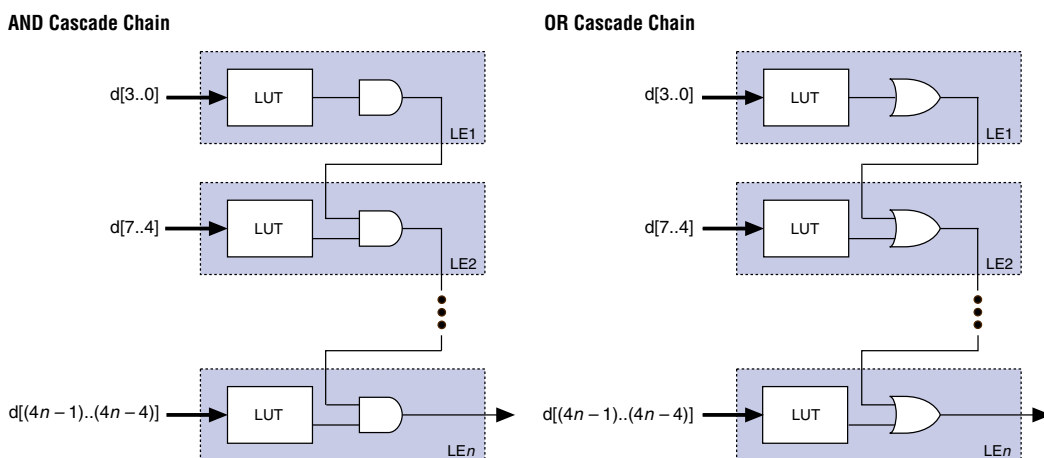 AND Cascade Chain
d[3..0]
LUT
LE1
d[7..4]
LUT
LE2
d[(4n – 1)..(4n – 4)]
LUT
LEn
OR Cascade Chain
d[3..0]
LUT
LE1
d[7..4]
LUT
LE2
d[(4n – 1)..(4n – 4)]
LUT
LEn